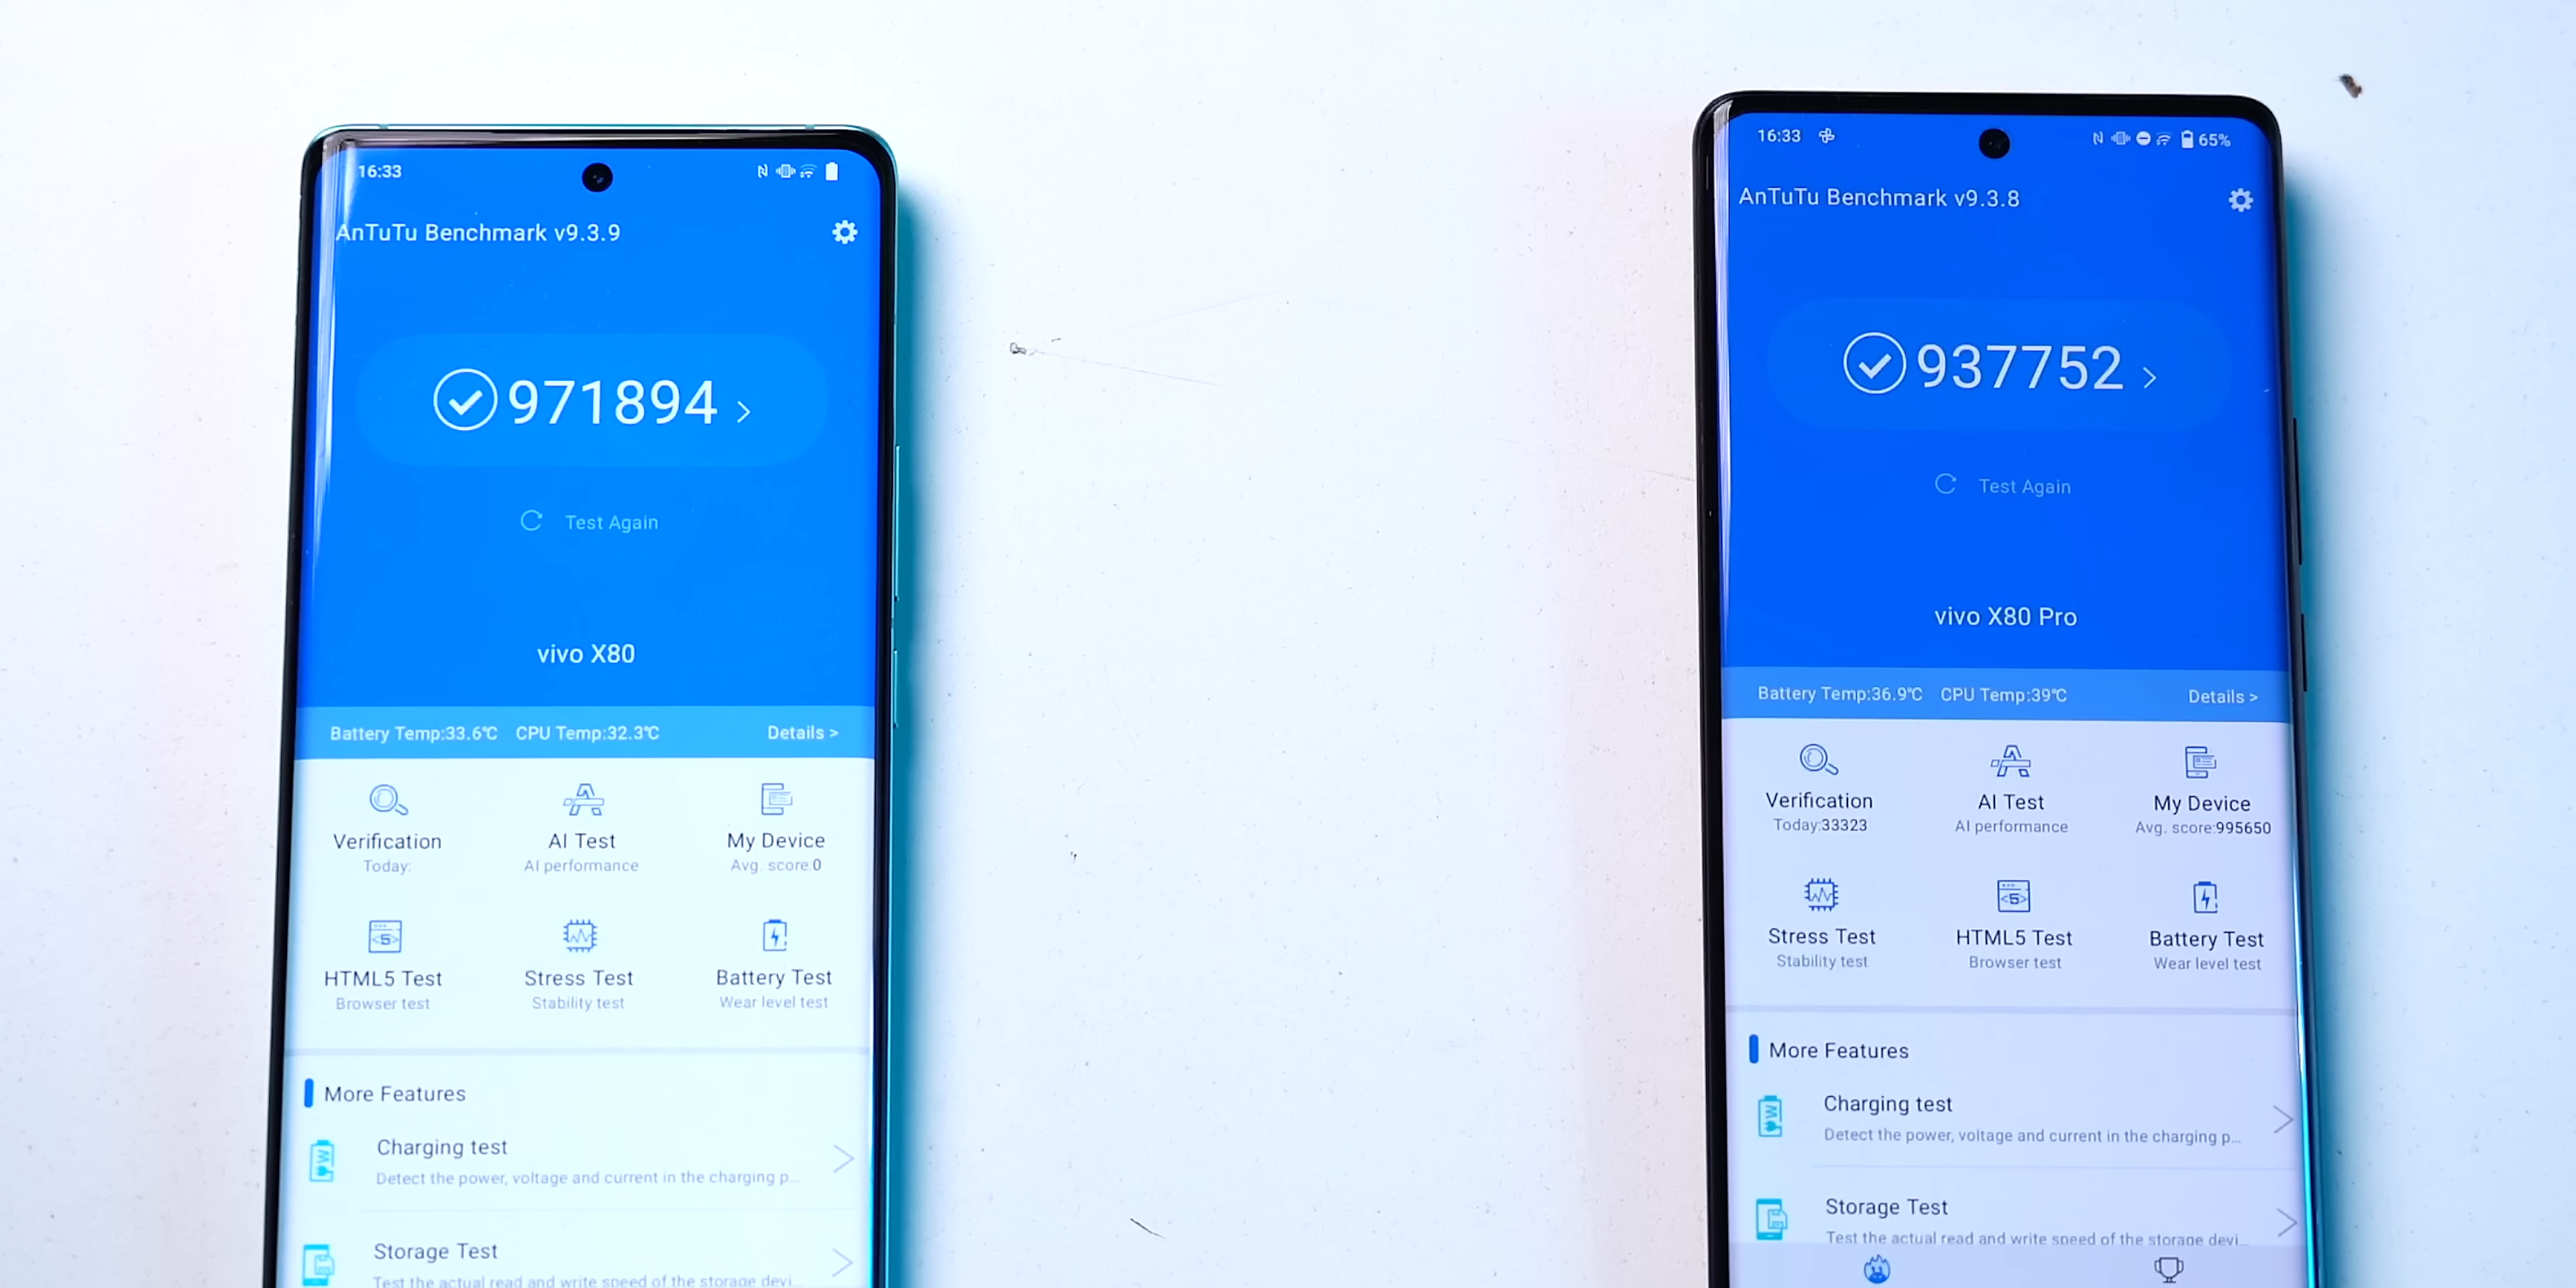 16:33
AnTuTu Benchmark v9.3.9
971894 >
Test Again
vivo X80
Battery Temp:33.6℃ CPU Temp:32.3℃ Details >
Verification AI Test My Device
Today: AI performance Avg. score:0
HTML5 Test Stress Test Battery Test
Browser test Stability test Wear level test
More Features
Charging test
Detect the power, voltage and current in the charging p...
Storage Test
Test the actual read and write speed of the storage devi...
16:33 65%
AnTuTu Benchmark v9.3.8
937752 >
Test Again
vivo X80 Pro
Battery Temp:36.9℃ CPU Temp:39℃ Details >
Verification AI Test My Device
Today:33323 AI performance Avg. score:995650
Stress Test HTML5 Test Battery Test
Stability test Browser test Wear level test
More Features
Charging test
Detect the power, voltage and current in the charging p...
Storage Test
Test the actual read and write speed of the storage devi...